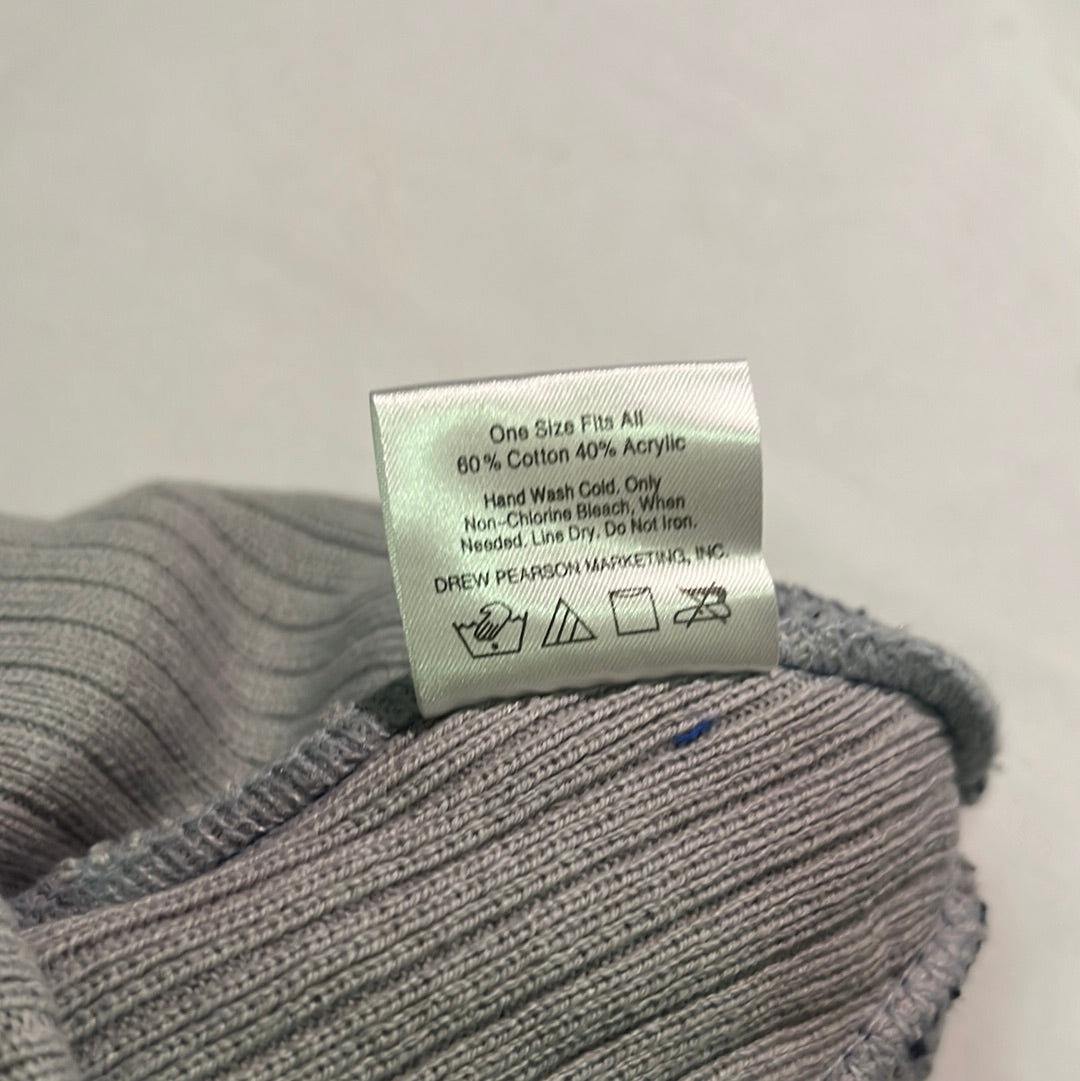 One Size Fits All
60% Cotton 40% Acrylic
Hand Wash Cold, Only
Non-Chlorine Bleach, When
Needed. Line Dry. Do Not Iron.
DREW PEARSON MARKETING, INC.